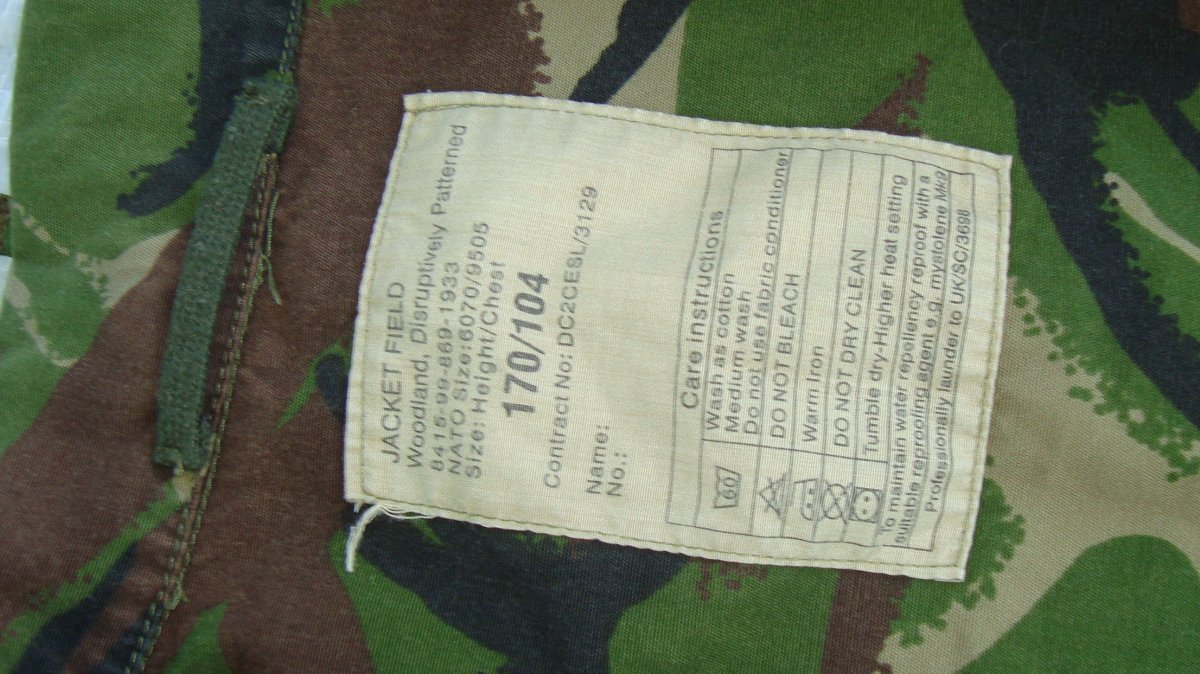 JACKET FIELD
Woodland, Disruptively Patterned
8415-99-869-1933
NATO Size:6070/9505
Size: Height/Chest
170/104
Contract No: DC2CESL/3129
Name:
No.:
Care instructions
60
Wash as cotton
Medium wash
Do not use fabric conditioner
DO NOT BLEACH
Warm Iron
DO NOT DRY CLEAN
Tumble dry-Higher heat setting
To maintain water repellency reproof with a
suitable reproofing agent e.g. mystolene Mk9
Professionally launder to UK/SC/3698